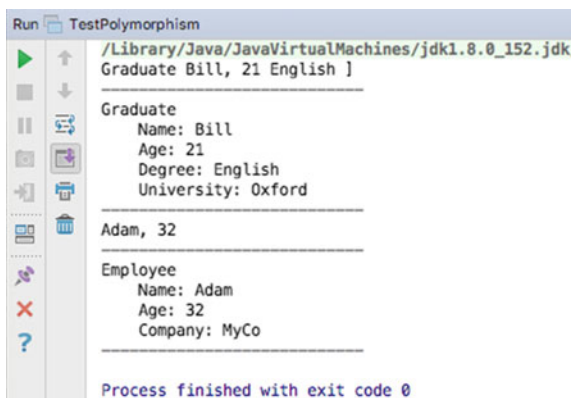 Run TestPolymorphism
/Library/Java/JavaVirtualMachines/jdk1.8.0_152.jdk
Graduate Bill, 21 English ]
Graduate
Name: Bill
Age: 21
Degree: English
University: Oxford
Adam, 32
Employee
Name: Adam
Age: 32
Company: MyCo
Process finished with exit code 0